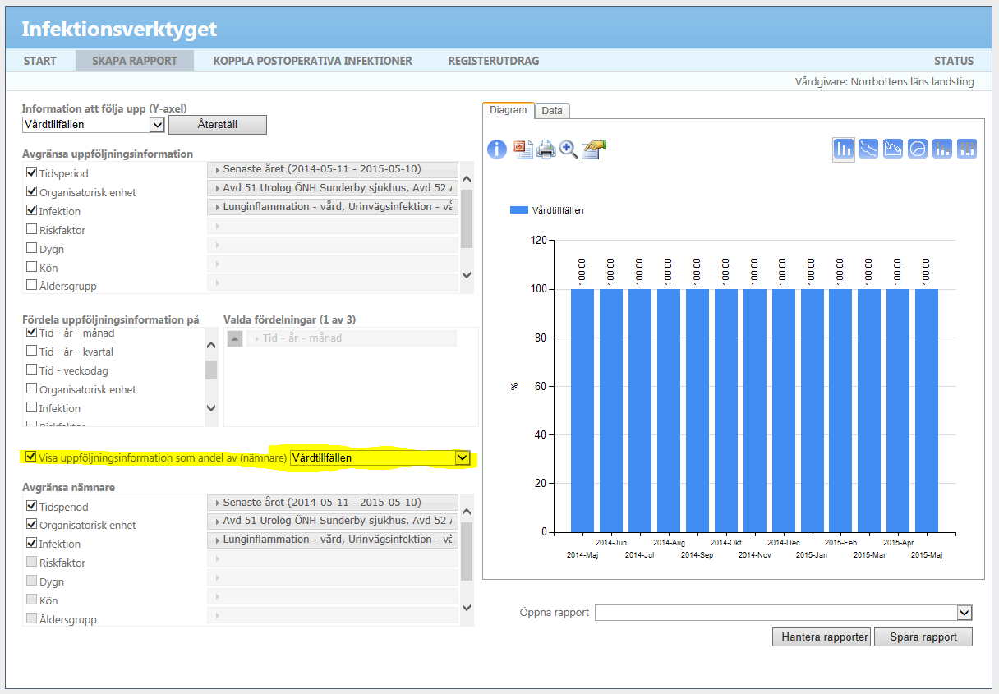 Infektionsverktyget
START SKAPA RAPPORT KOPPLA POSTOPERATIVA INFEKTIONER REGISTERUTDRAG STATUS
Vårdgivare: Norrbottens läns landsting
Information att följa upp (Y-axel)
Vårdtillfällen Återställ
Avgränsa uppföljningsinformation
Tidsperiod Senaste året (2014-05-11 - 2015-05-10)
Organisatorisk enhet Avd 51 Urolog ÖNH Sunderby sjukhus, Avd 52
Infektion Lunginflammation - vård, Urinvägsinfektion - vå
Riskfaktor
Dygn
Kön
Åldersgrupp
Fördela uppföljningsinformation på
Tid - år - månad
Tid - år - kvartal
Tid - veckodag
Organisatorisk enhet
Infektion
Riskfaktor
Valda fördelningar (1 av 3)
Tid - år - månad
Visa uppföljningsinformation som andel av (nämnare) Vårdtillfällen
Avgränsa nämnare
Tidsperiod Senaste året (2014-05-11 - 2015-05-10)
Organisatorisk enhet Avd 51 Urolog ÖNH Sunderby sjukhus, Avd 52
Infektion Lunginflammation - vård, Urinvägsinfektion - vå
Riskfaktor
Dygn
Kön
Åldersgrupp
Diagram Data
Vårdtillfällen
120
100
80
60
40
20
0
%
100,00 100,00 100,00 100,00 100,00 100,00 100,00 100,00 100,00 100,00 100,00 100,00 100,00
2014-Jun 2014-Aug 2014-Okt 2014-Dec 2015-Feb 2015-Apr
2014-Maj 2014-Jul 2014-Sep 2014-Nov 2015-Jan 2015-Mar 2015-Maj
Öppna rapport
Hantera rapporter Spara rapport